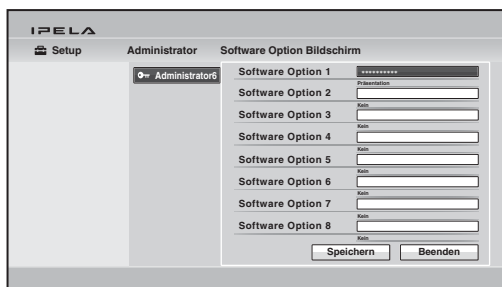 IPELA
Setup Administrator Software Option Bildschirm
Administrator6
Software Option 1 **********
Präsentation
Software Option 2
Kein
Software Option 3
Kein
Software Option 4
Kein
Software Option 5
Kein
Software Option 6
Kein
Software Option 7
Kein
Software Option 8
Kein
Speichern Beenden